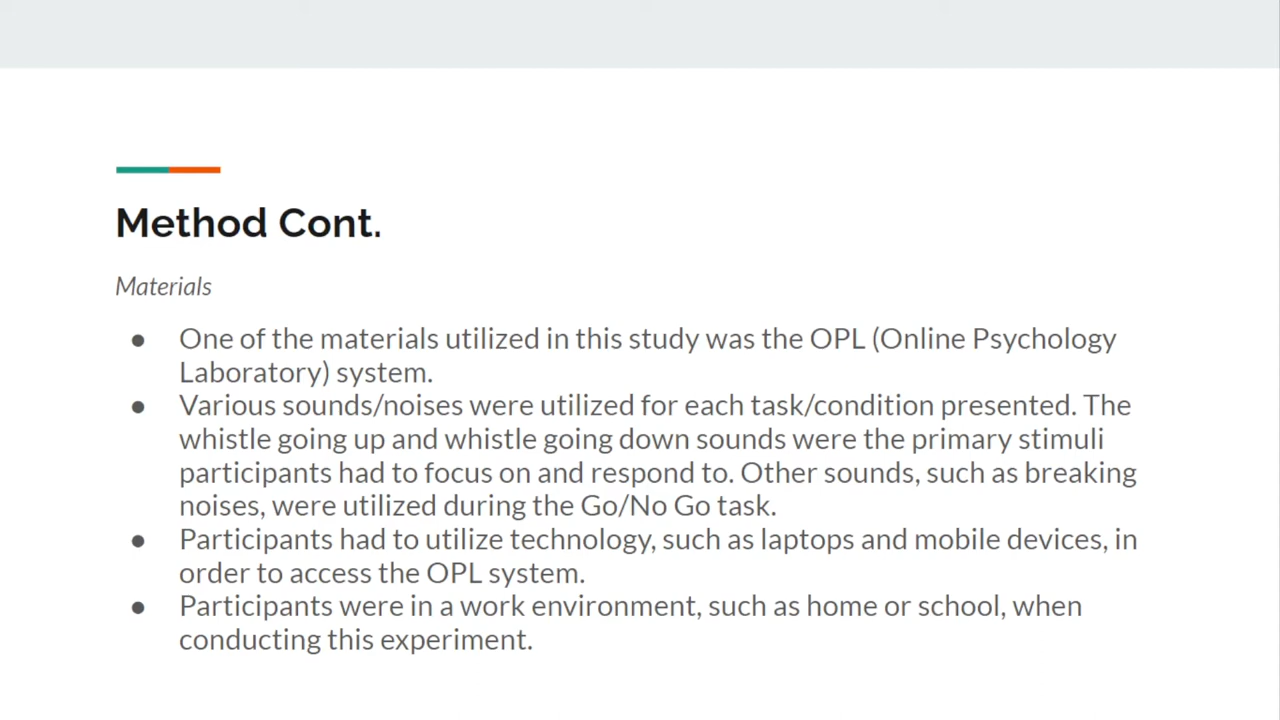 Method Cont.
Materials
● One of the materials utilized in this study was the OPL (Online Psychology
Laboratory) system.
● Various sounds/noises were utilized for each task/condition presented. The
whistle going up and whistle going down sounds were the primary stimuli
participants had to focus on and respond to. Other sounds, such as breaking
noises, were utilized during the Go/No Go task.
● Participants had to utilize technology, such as laptops and mobile devices, in
order to access the OPL system.
● Participants were in a work environment, such as home or school, when
conducting this experiment.